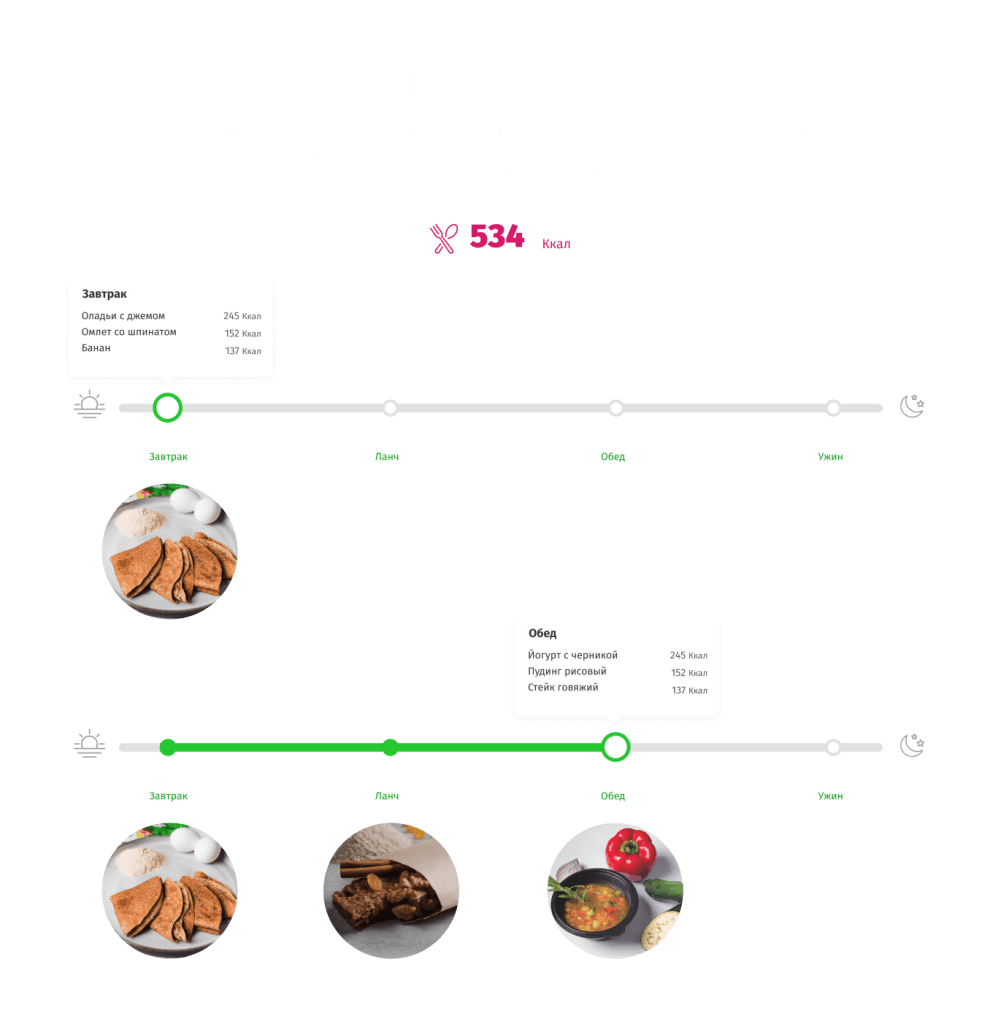 534 Ккал
Завтрак
Оладьи с джемом 245 Ккал
Омлет со шпинатом 152 Ккал
Банан 137 Ккал
Завтрак Ланч Обед Ужин
Обед
Йогурт с черникой 245 Ккал
Пудинг рисовый 152 Ккал
Стейк говяжий 137 Ккал
Завтрак Ланч Обед Ужин